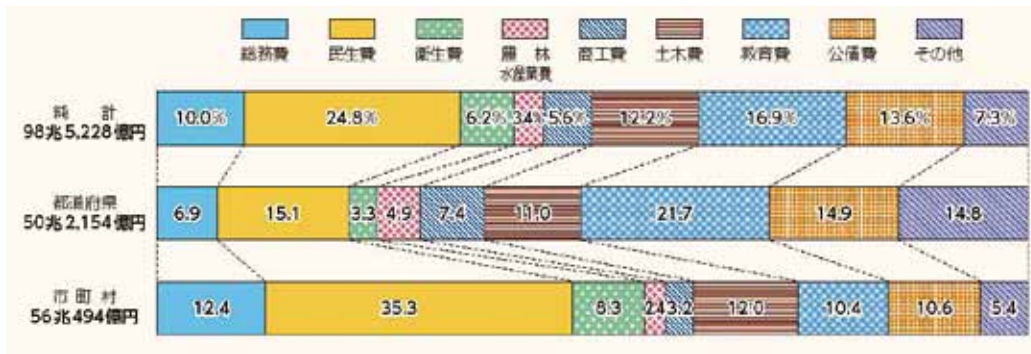 総務費 民生費 衛生費 農林 商工費 土木費 教育費 公債費 その他
水産業費
純計
98兆5,228億円
10.0% 24.8% 6.2% 3.4% 5.6% 12.2% 16.9% 13.6% 7.3%
都道府県
50兆2,154億円
6.9 15.1 3.3 4.9 7.4 11.0 21.7 14.9 14.8
市町村
56兆494億円
12.4 35.3 8.3 2.4 3.2 12.0 10.4 10.6 5.4